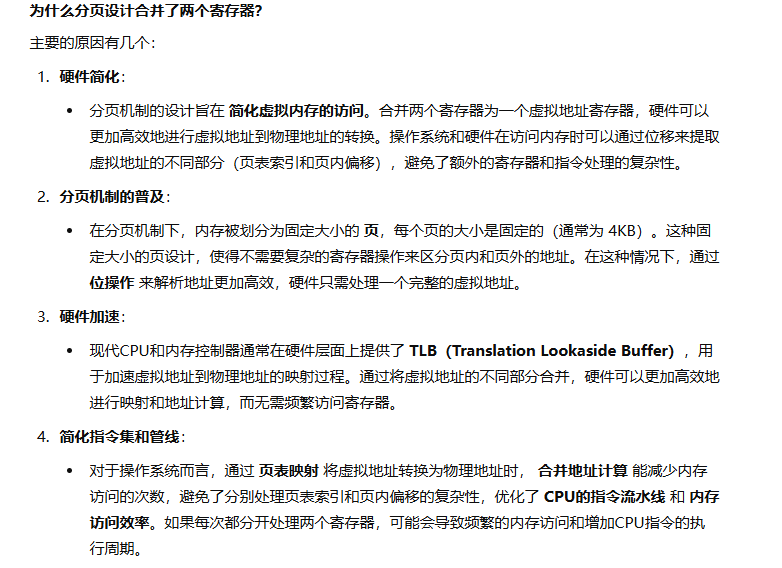 为什么分页设计合并了两个寄存器?
主要的原因有几个:
1. 硬件简化:
• 分页机制的设计旨在 简化虚拟内存的访问。合并两个寄存器为一个虚拟地址寄存器，硬件可以
更加高效地进行虚拟地址到物理地址的转换。操作系统和硬件在访问内存时可以通过位移来提取
虚拟地址的不同部分（页表索引和页内偏移），避免了额外的寄存器和指令处理的复杂性。
2. 分页机制的普及:
• 在分页机制下，内存被划分为固定大小的 页，每个页的大小是固定的（通常为 4KB）。这种固
定大小的页设计，使得不需要复杂的寄存器操作来区分页内和页外的地址。在这种情况下，通过
位操作 来解析地址更加高效，硬件只需处理一个完整的虚拟地址。
3. 硬件加速:
• 现代CPU和内存控制器通常在硬件层面上提供了 TLB（Translation Lookaside Buffer），用
于加速虚拟地址到物理地址的映射过程。通过将虚拟地址的不同部分合并，硬件可以更加高效地
进行映射和地址计算，而无需频繁访问寄存器。
4. 简化指令集和管线:
• 对于操作系统而言，通过 页表映射 将虚拟地址转换为物理地址时， 合并地址计算 能减少内存
访问的次数，避免了分别处理页表索引和页内偏移的复杂性，优化了 CPU的指令流水线 和 内存
访问效率。如果每次都分开处理两个寄存器，可能会导致频繁的内存访问和增加CPU指令的执
行周期。